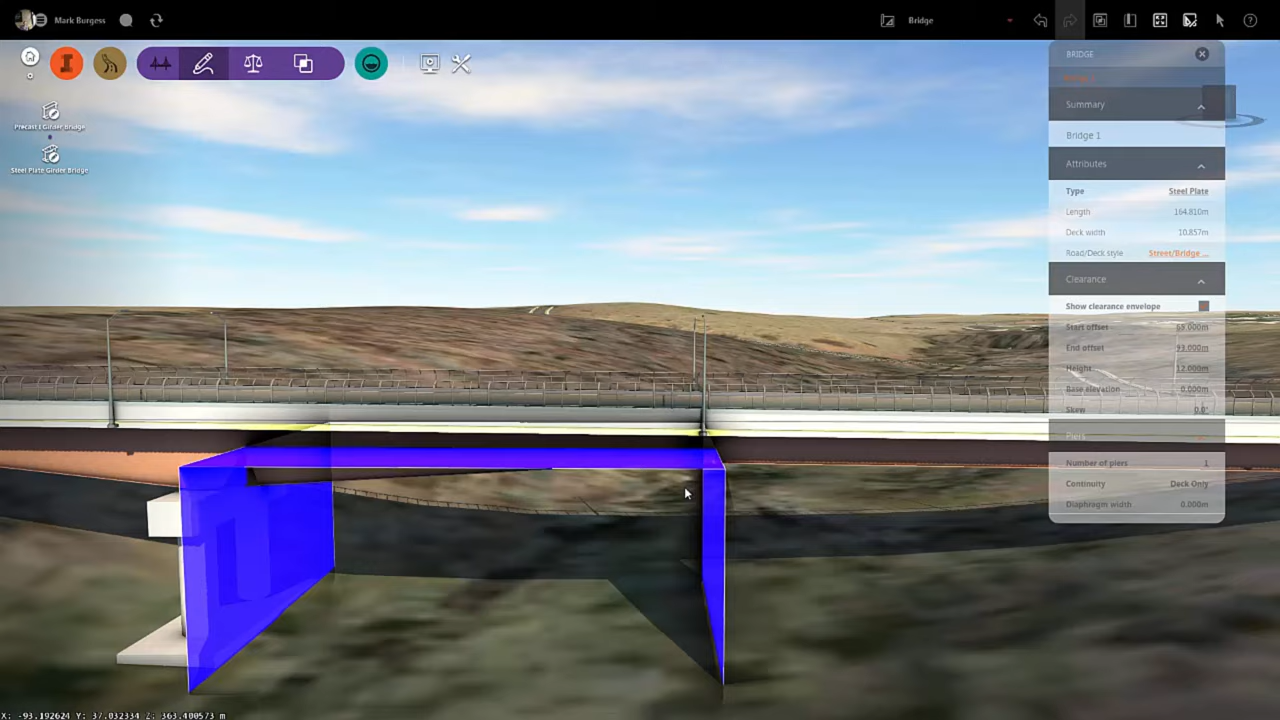 Mark Burgess
Bridge
BRIDGE
Bridge 1
Summary
Bridge 1
Attributes
Type Steel Plate
Length 164.810m
Deck width 10.857m
Road/Deck style Street/Bridge ...
Clearance
Show clearance envelope
Start offset 69.000m
End offset 93.000m
Height 12.000m
Base elevation 0.000m
Skew 0.0°
Piers
Number of piers 1
Continuity Deck Only
Diaphragm width 0.000m
Precast I Girder Bridge
Steel Plate Girder Bridge
X: -93.192624 Y: 37.032334 Z: 363.400573 m